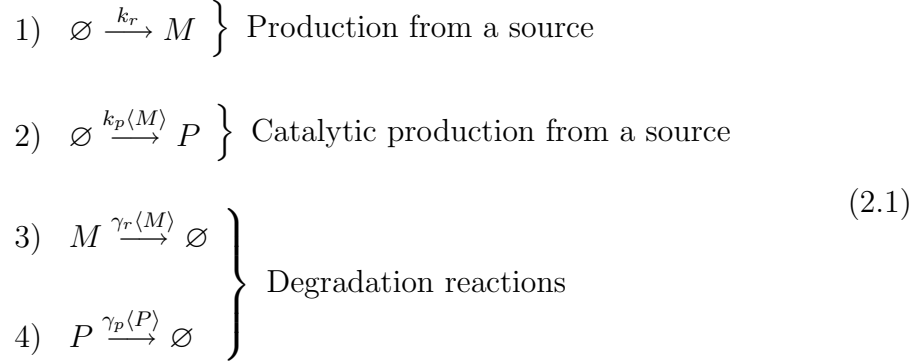 1) ∅ —k_r→ M } Production from a source
2) ∅ —k_p⟨M⟩→ P } Catalytic production from a source
(2.1)
3) M —γ_r⟨M⟩→ ∅
} Degradation reactions
4) P —γ_p⟨P⟩→ ∅